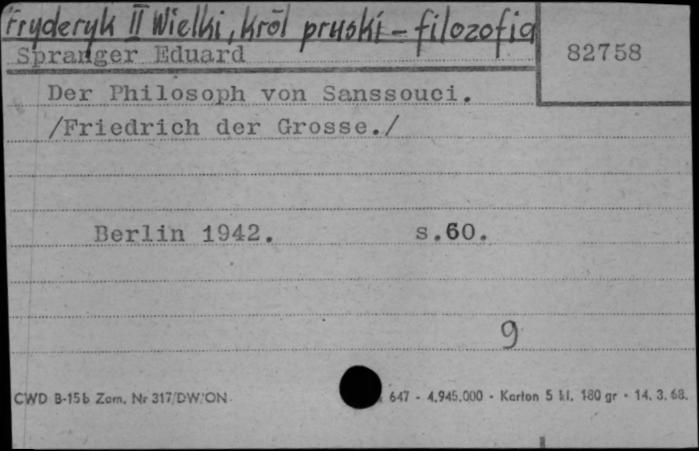 Fryderyk II Wielki, król pruski - filozofia
Spranger Eduard
82758
Der Philosoph von Sanssouci.
/Friedrich der Grosse./
Berlin 1942. s.60.
9
CWD B-15b Zam. Nr 317/DW/ON 647 - 4.945.000 - Karton 5 kl. 180 gr - 14. 3. 68.